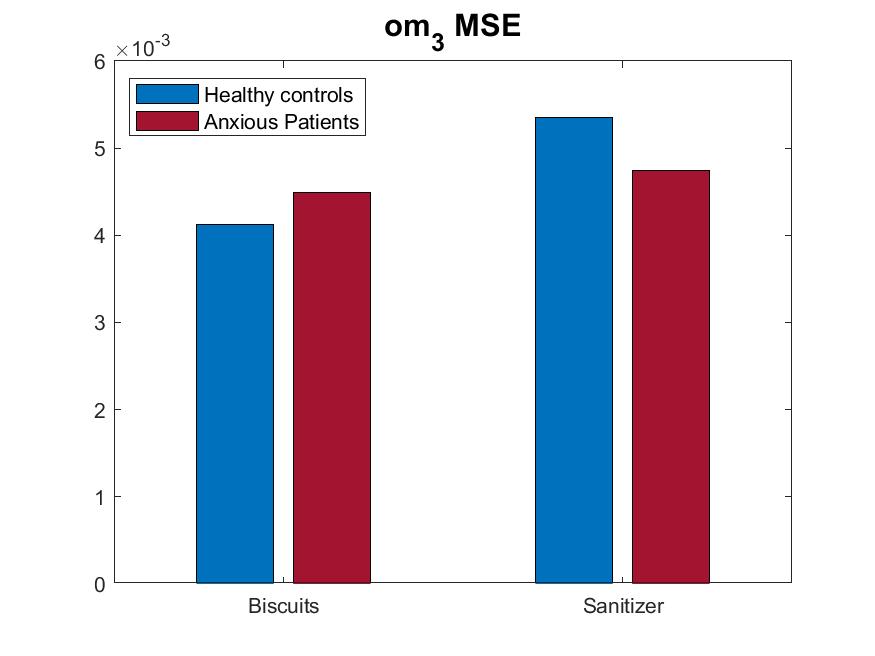 om₃ MSE
×10⁻³
6
Healthy controls
Anxious Patients
5
4
3
2
1
0
Biscuits Sanitizer